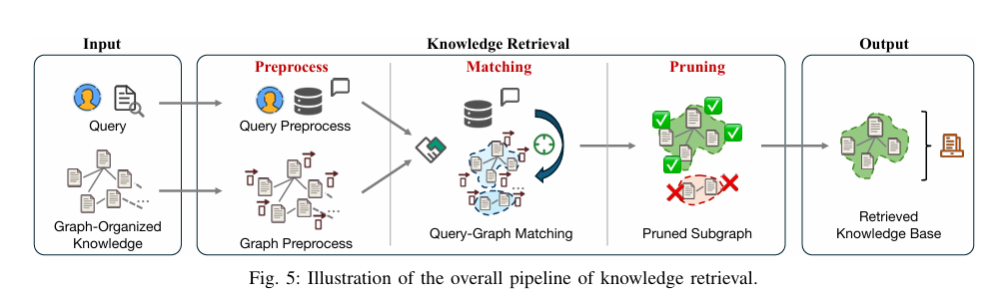 Input
Knowledge Retrieval
Output
Preprocess
Matching
Pruning
Query
Query Preprocess
...
...
...
Graph-Organized
Knowledge
Graph Preprocess
Query-Graph Matching
Pruned Subgraph
Retrieved
Knowledge Base
Fig. 5: Illustration of the overall pipeline of knowledge retrieval.